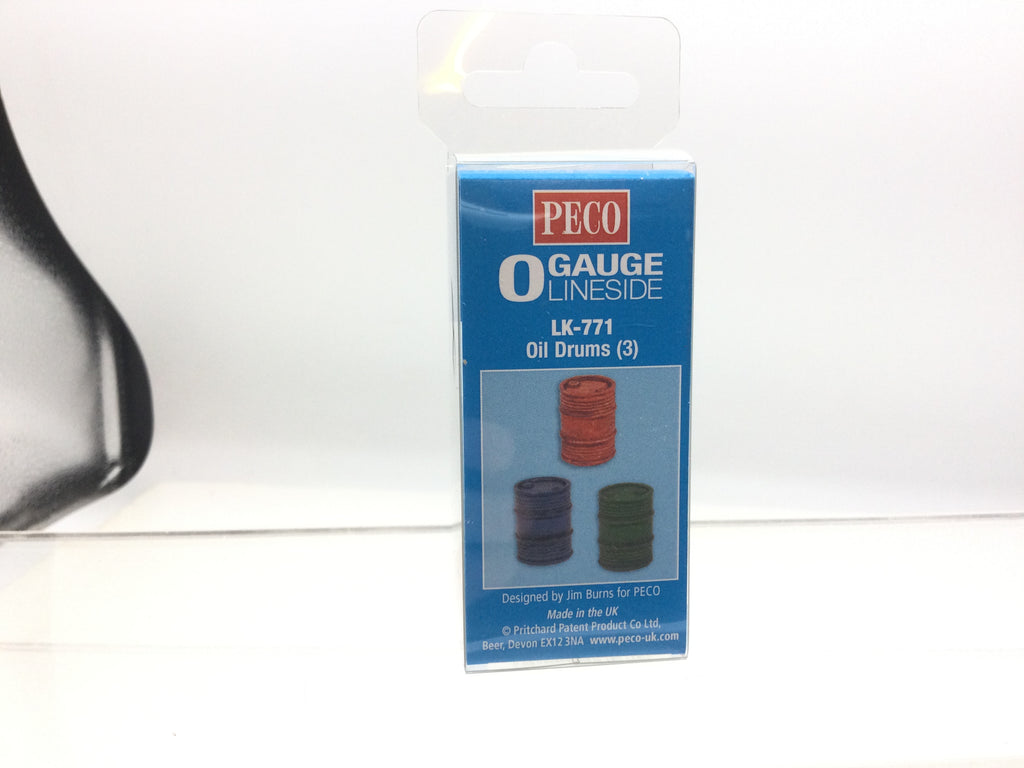 PECO
O GAUGE
LINESIDE
LK-771
Oil Drums (3)
Designed by Jim Burns for PECO
Made in the UK
© Pritchard Patent Product Co Ltd,
Beer, Devon EX12 3NA www.peco-uk.com